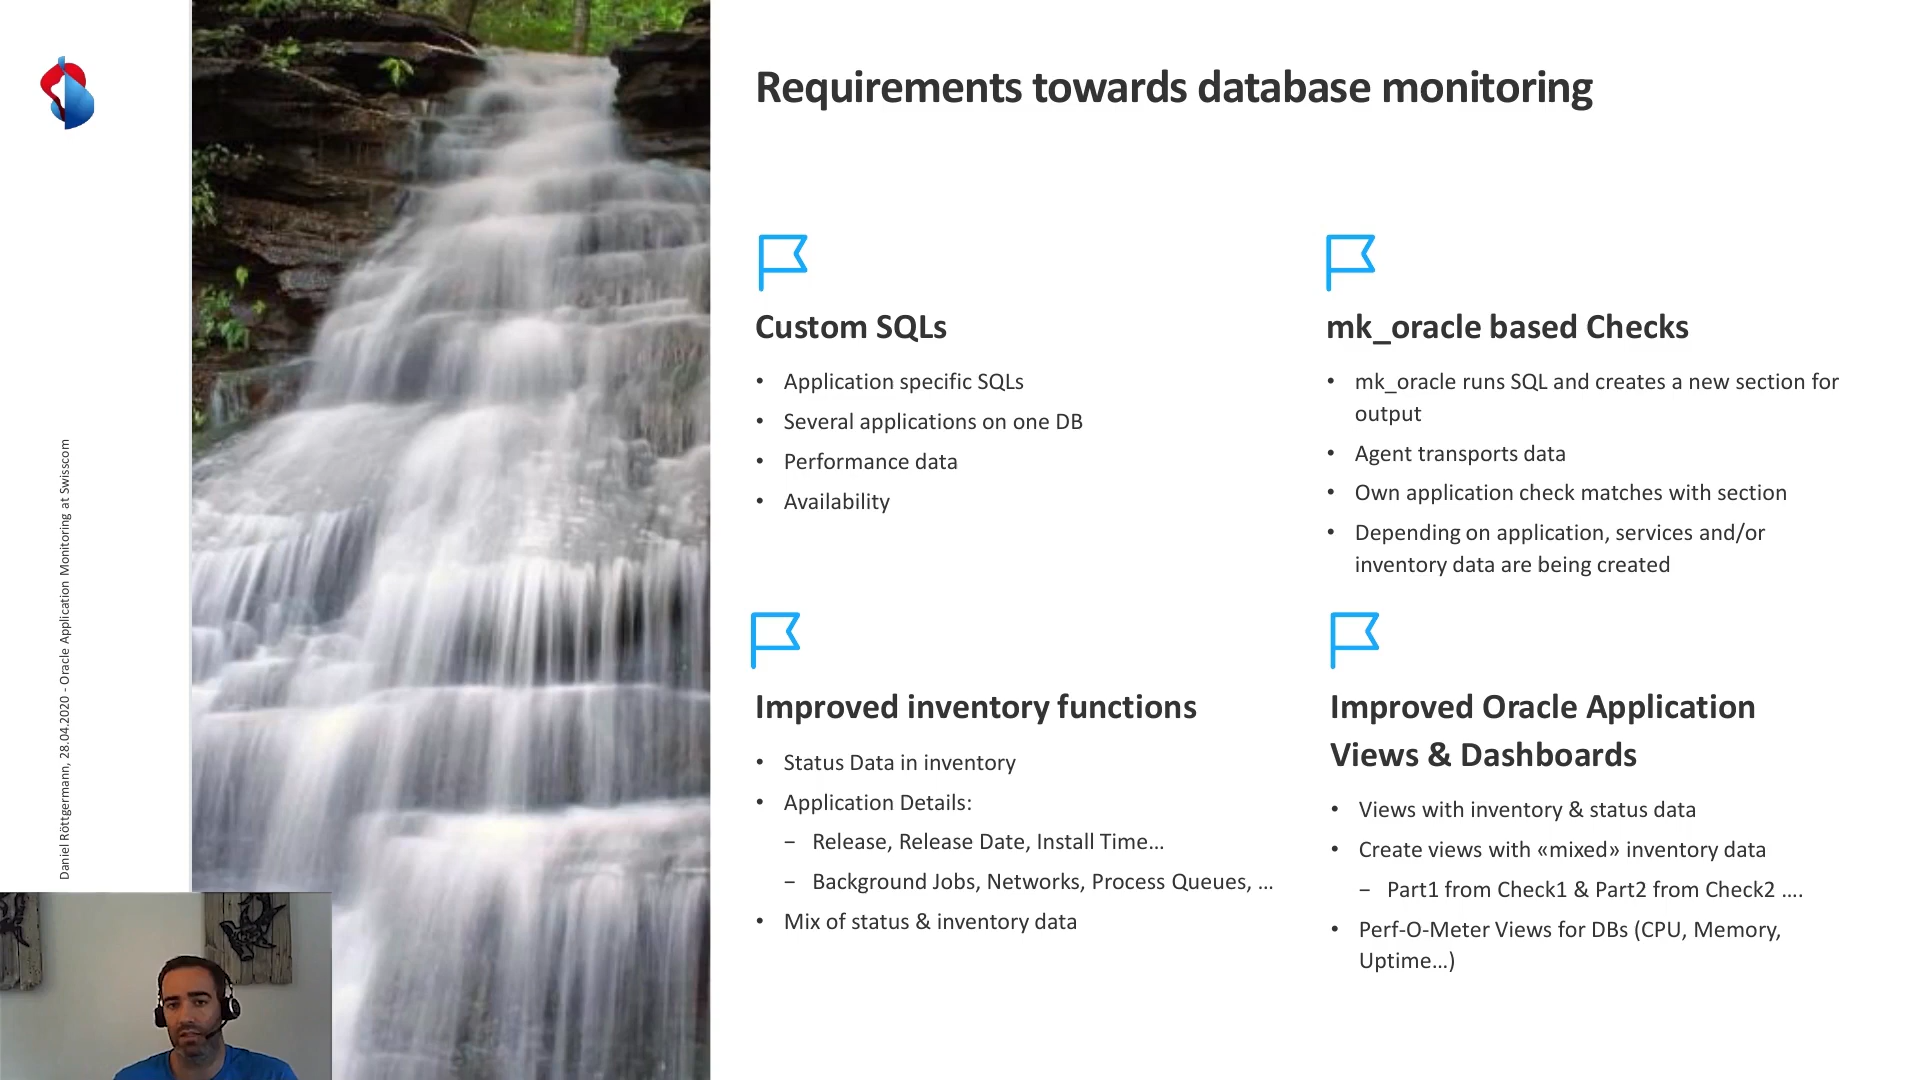 Requirements towards database monitoring
Custom SQLs
• Application specific SQLs
• Several applications on one DB
• Performance data
• Availability
mk_oracle based Checks
• mk_oracle runs SQL and creates a new section for
output
• Agent transports data
• Own application check matches with section
• Depending on application, services and/or
inventory data are being created
Improved inventory functions
• Status Data in inventory
• Application Details:
− Release, Release Date, Install Time…
− Background Jobs, Networks, Process Queues, …
• Mix of status & inventory data
Improved Oracle Application
Views & Dashboards
• Views with inventory & status data
• Create views with «mixed» inventory data
− Part1 from Check1 & Part2 from Check2 ….
• Perf-O-Meter Views for DBs (CPU, Memory,
Uptime…)
Daniel Röttgermann, 28.04.2020 - Oracle Application Monitoring at Swisscom